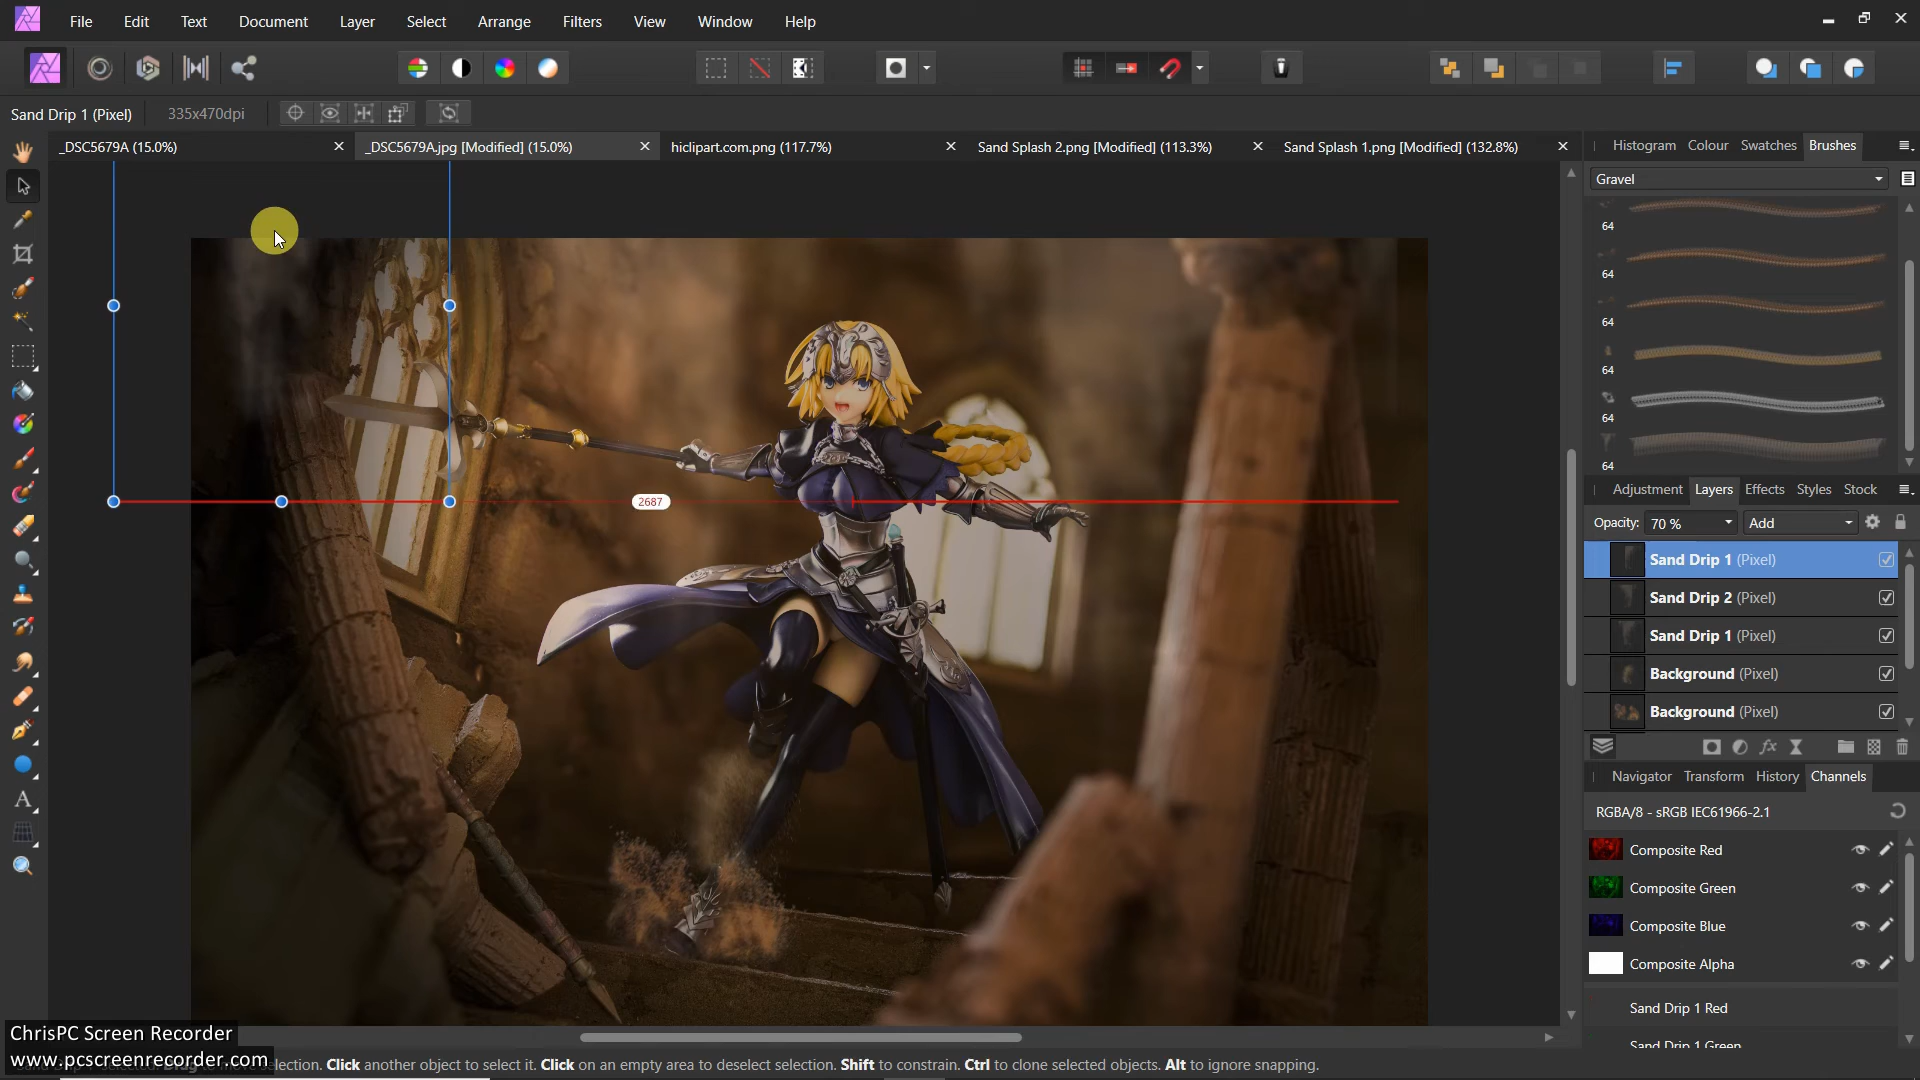 File Edit Text Document Layer Select Arrange Filters View Window Help
Sand Drip 1 (Pixel) 335x470dpi
_DSC5679A (15.0%) _DSC5679A.jpg [Modified] (15.0%) hiclipart.com.png (117.7%) Sand Splash 2.png [Modified] (113.3%) Sand Splash 1.png [Modified] (132.8%)
Histogram Colour Swatches Brushes
Gravel
64
64
64
64
64
64
2687
Adjustment Layers Effects Styles Stock
Opacity: 70 % Add
Sand Drip 1 (Pixel)
Sand Drip 2 (Pixel)
Sand Drip 1 (Pixel)
Background (Pixel)
Background (Pixel)
Navigator Transform History Channels
RGBA/8 - sRGB IEC61966-2.1
Composite Red
Composite Green
Composite Blue
Composite Alpha
Sand Drip 1 Red
Sand Drip 1 Green
ChrisPC Screen Recorder
www.pcscreenrecorder.com
Click another object to select it. Click on an empty area to deselect selection. Shift to constrain. Ctrl to clone selected objects. Alt to ignore snapping.